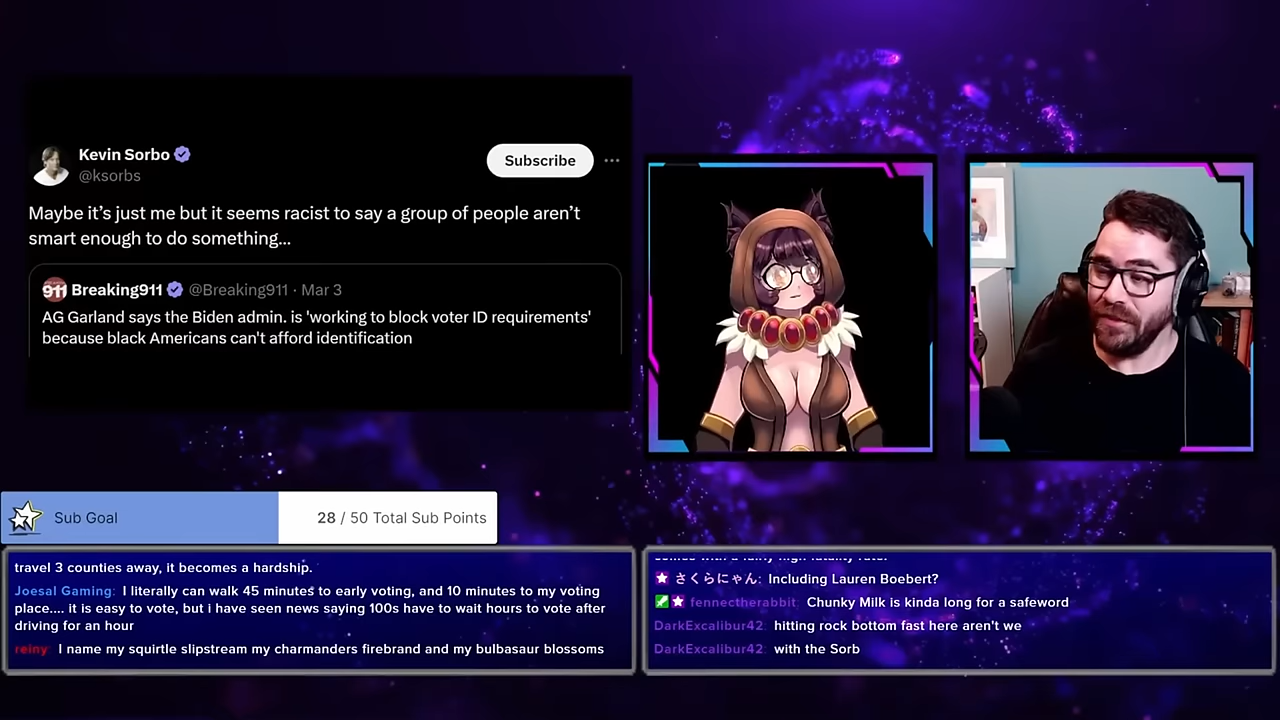 Kevin Sorbo
@ksorbs
Subscribe
Maybe it's just me but it seems racist to say a group of people aren't
smart enough to do something...
911 Breaking911 @Breaking911 · Mar 3
AG Garland says the Biden admin. is 'working to block voter ID requirements'
because black Americans can't afford identification
Sub Goal
28 / 50 Total Sub Points
travel 3 counties away, it becomes a hardship.
Joesal Gaming: I literally can walk 45 minutes to early voting, and 10 minutes to my voting
place.... it is easy to vote, but i have seen news saying 100s have to wait hours to vote after
driving for an hour
reiny: I name my squirtle slipstream my charmanders firebrand and my bulbasaur blossoms
さくらにゃん: Including Lauren Boebert?
fennectherabbit: Chunky Milk is kinda long for a safeword
DarkExcalibur42: hitting rock bottom fast here aren't we
DarkExcalibur42: with the Sorb